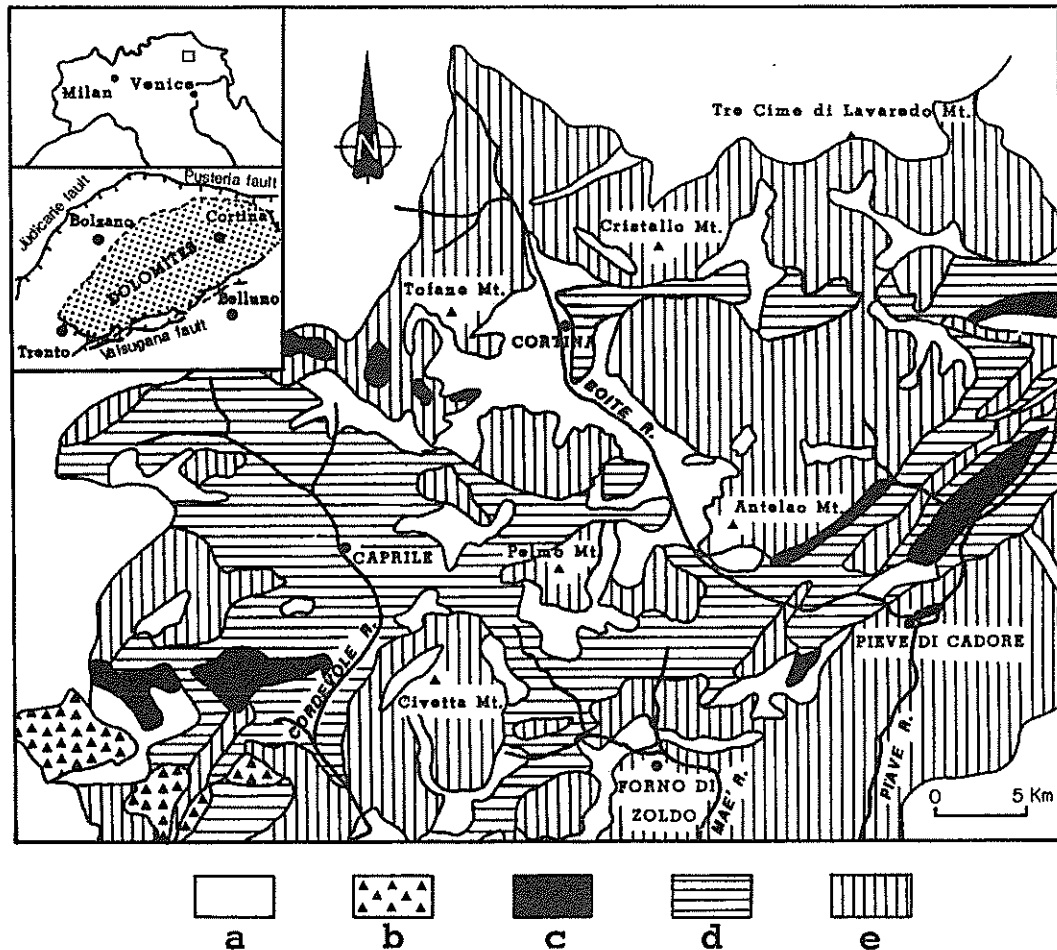 Milan
Venice
Pusteria fault
Judicarie fault
Bolzano
Cortina
DOLOMITES
Belluno
Trento
Valsugana fault
N
Tre Cime di Lavaredo Mt.
Cristallo Mt.
Tofane Mt.
CORTINA
BOITE R.
Antelao Mt.
CAPRILE
Pelmo Mt.
PIEVE DI CADORE
CORDEVOLE R.
Civetta Mt.
FORNO DI
ZOLDO
MAE' R.
PIAVE R.
0 5 Km
a b c d e